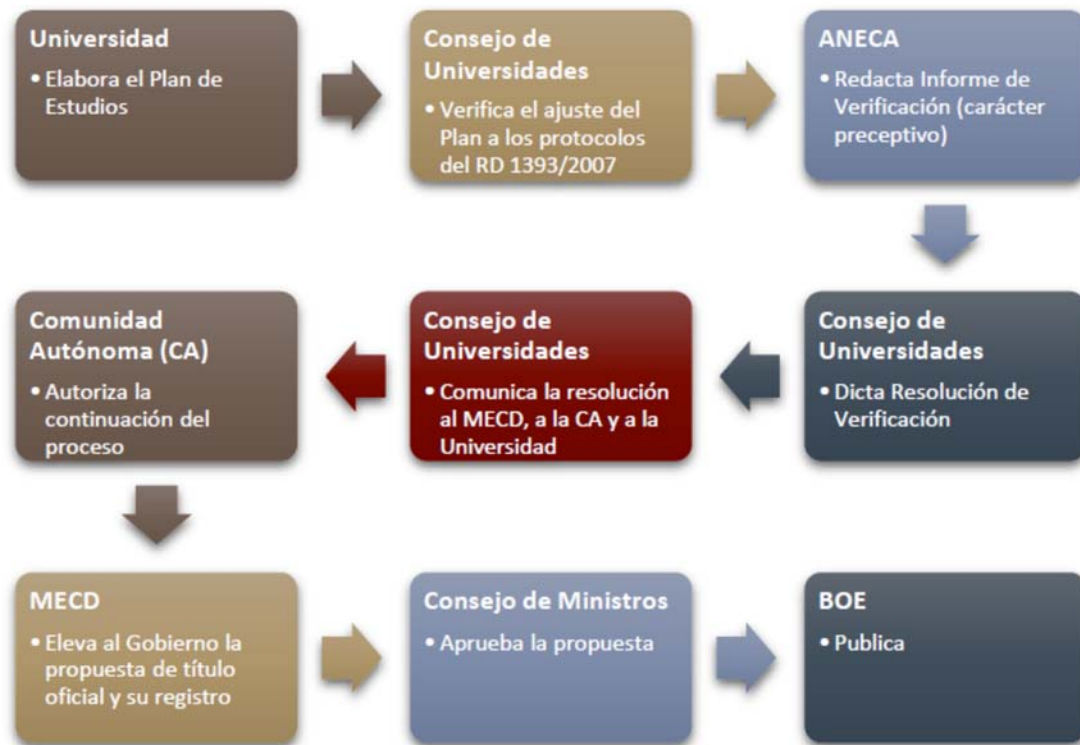 Universidad
• Elabora el Plan de
Estudios
Consejo de
Universidades
• Verifica el ajuste del
Plan a los protocolos
del RD 1393/2007
ANECA
• Redacta Informe de
Verificación (carácter
preceptivo)
Consejo de
Universidades
• Dicta Resolución de
Verificación
Consejo de
Universidades
• Comunica la resolución
al MECD, a la CA y a la
Universidad
Comunidad
Autónoma (CA)
• Autoriza la
continuación del
proceso
MECD
• Eleva al Gobierno la
propuesta de título
oficial y su registro
Consejo de Ministros
• Aprueba la propuesta
BOE
• Publica